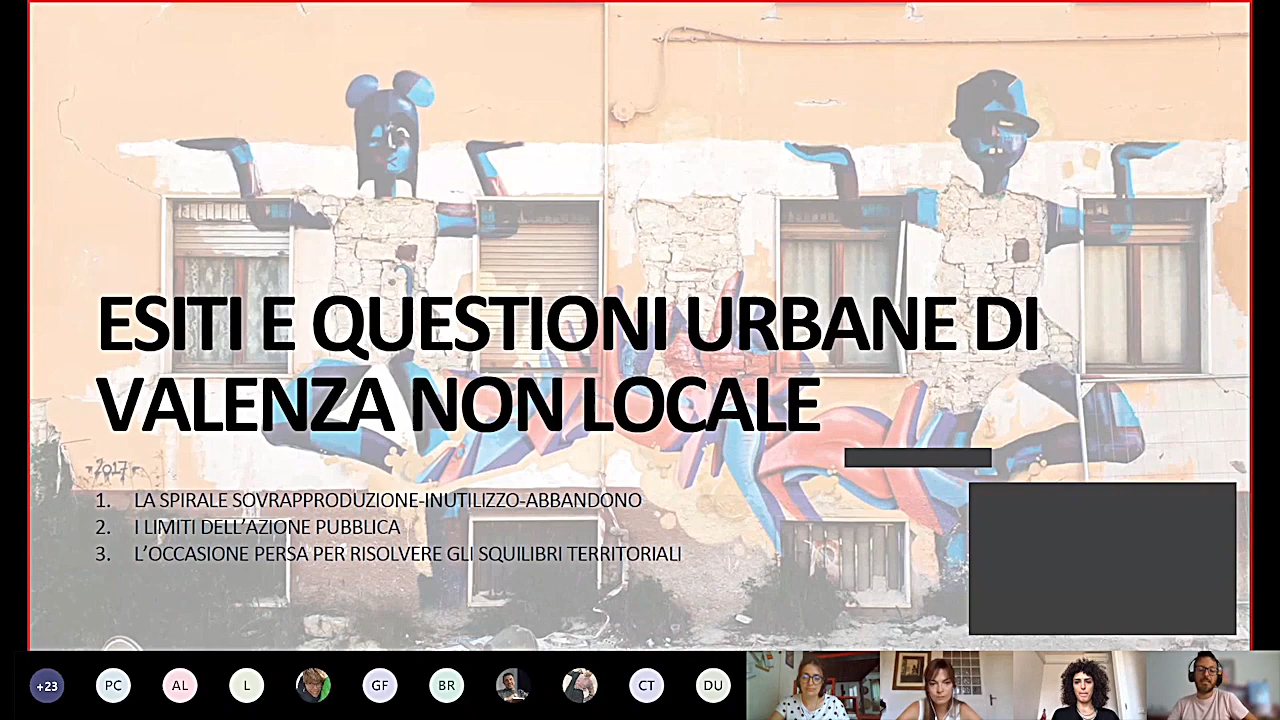 ESITI E QUESTIONI URBANE DI
VALENZA NON LOCALE
2017
1. LA SPIRALE SOVRAPPRODUZIONE-INUTILIZZO-ABBANDONO
2. I LIMITI DELL'AZIONE PUBBLICA
3. L'OCCASIONE PERSA PER RISOLVERE GLI SQUILIBRI TERRITORIALI
+23 PC AL L GF BR CT DU